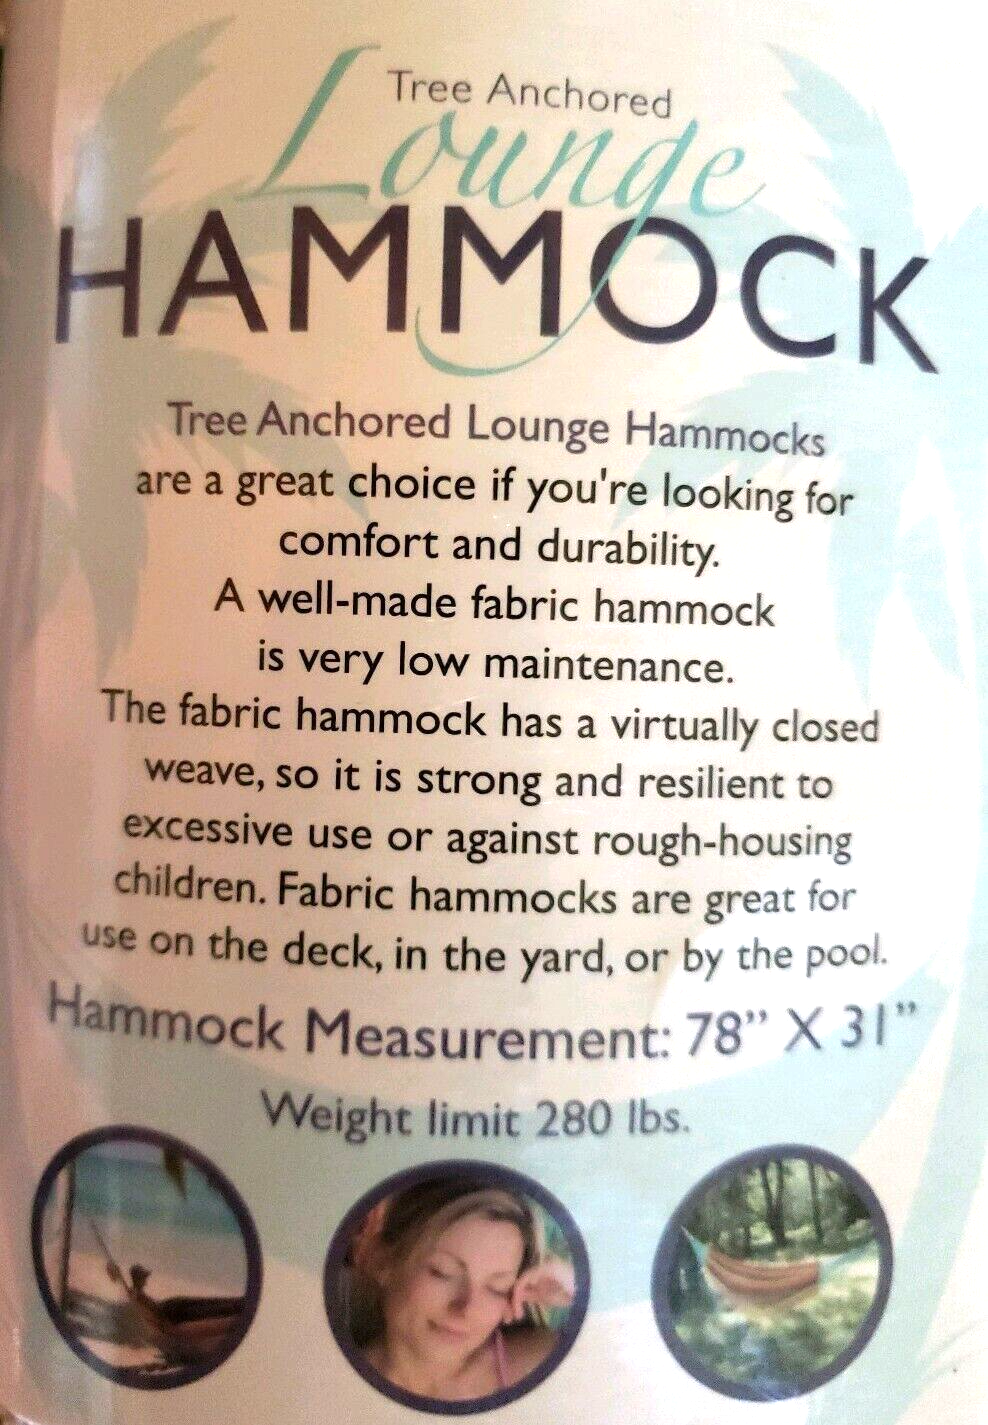 Tree Anchored
Lounge
HAMMOCK
Tree Anchored Lounge Hammocks
are a great choice if you're looking for
comfort and durability.
A well-made fabric hammock
is very low maintenance.
The fabric hammock has a virtually closed
weave, so it is strong and resilient to
excessive use or against rough-housing
children. Fabric hammocks are great for
use on the deck, in the yard, or by the pool.
Hammock Measurement: 78” X 31”
Weight limit 280 lbs.